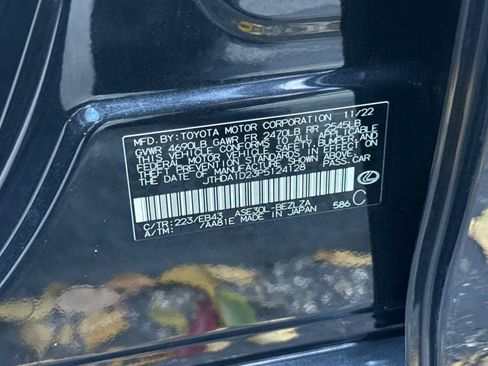 MFD. BY: TOYOTA MOTOR CORPORATION 11/22
GVWR 4690LB GAWR FR 2470LB RR 2545LB
THIS VEHICLE CONFORMS TO ALL APPLICABLE
FEDERAL MOTOR VEHICLE SAFETY, BUMPER, AND
THEFT PREVENTION STANDARDS IN EFFECT ON
THE DATE OF MANUFACTURE SHOWN ABOVE.
JTHDA1D23P5124128 PASS.CAR
C/TR: 223/EB43 ASE30L-BEZLZA 586 C
A/TM: 7AA81E MADE IN JAPAN